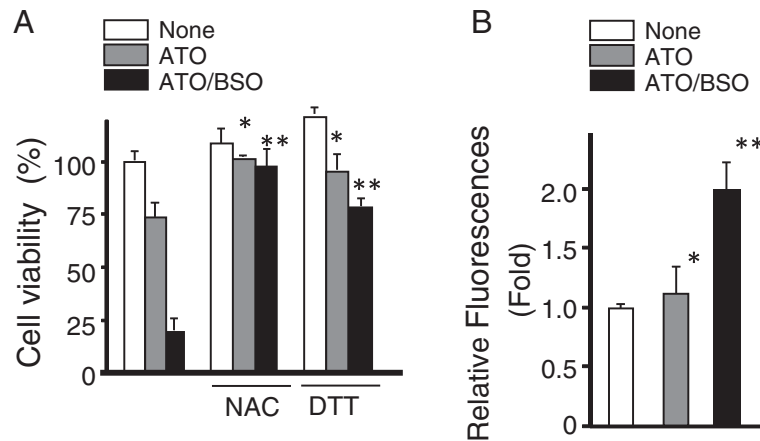 A
None
ATO
ATO/BSO
Cell viability (%)
100
75
50
25
0
* ** * **
NAC DTT
B
None
ATO
ATO/BSO
Relative Fluorescences
(Fold)
2.0
1.5
1.0
0.5
0
* **